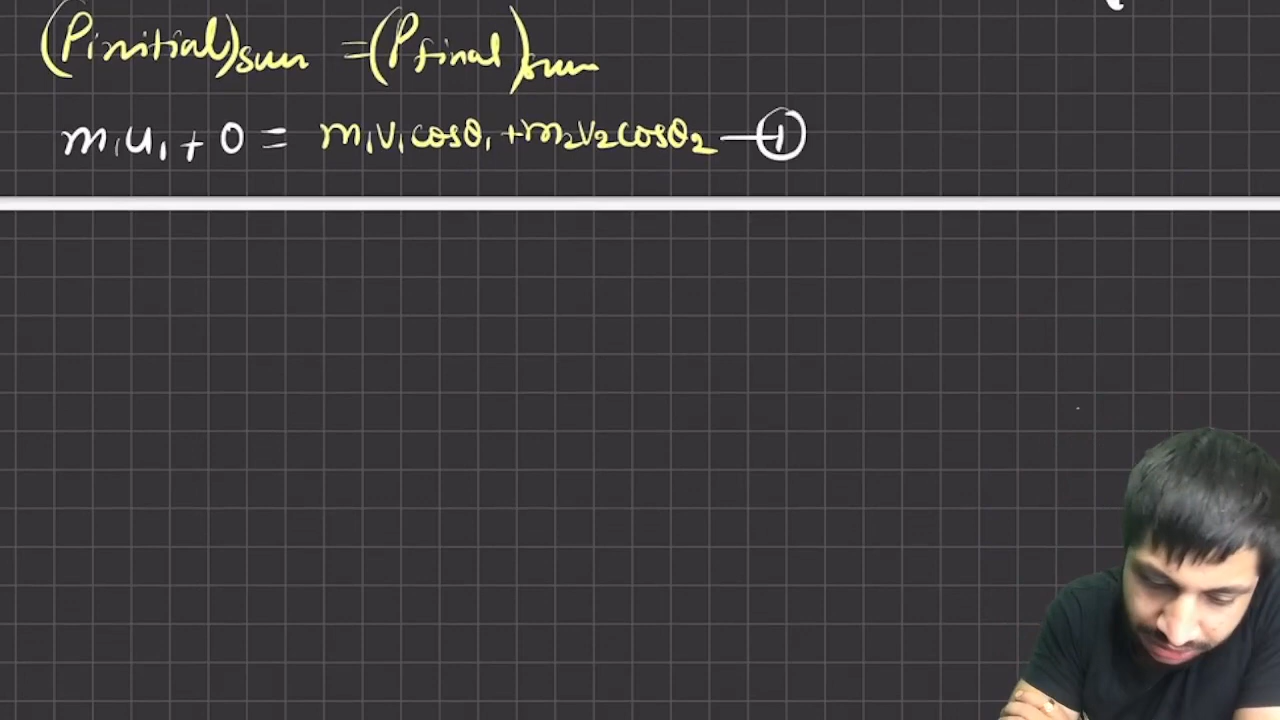 (Pinitial)sum = (Pfinal)sum
m₁u₁ + 0 = m₁v₁cosθ₁ + m₂v₂cosθ₂ — ①